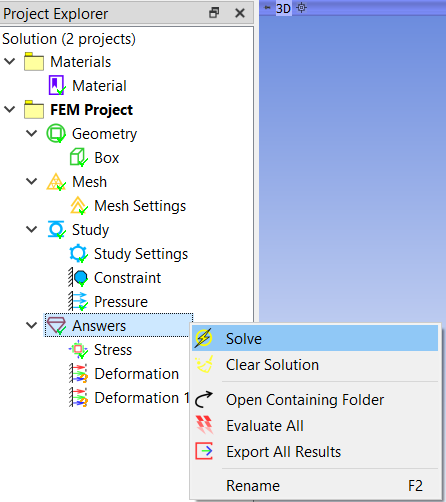 Project Explorer
3D
Solution (2 projects)
Materials
Material
FEM Project
Geometry
Box
Mesh
Mesh Settings
Study
Study Settings
Constraint
Pressure
Answers
Stress
Deformation
Deformation 1
Solve
Clear Solution
Open Containing Folder
Evaluate All
Export All Results
Rename F2